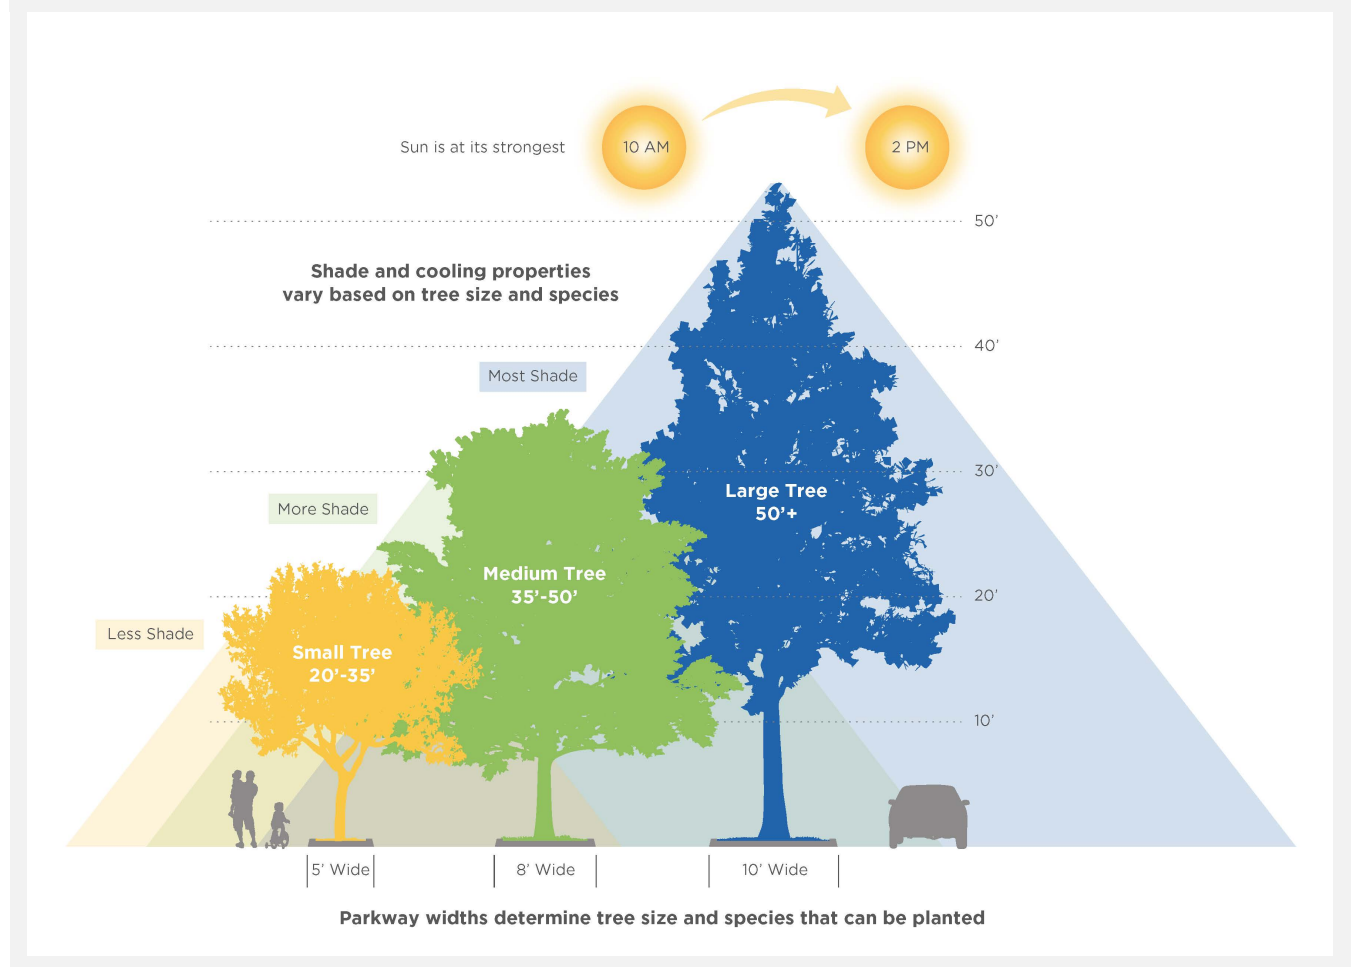 Sun is at its strongest
10 AM
2 PM
50’
Shade and cooling properties
vary based on tree size and species
40’
Most Shade
30’
Large Tree
50’+
More Shade
Medium Tree
35’-50’
20’
Less Shade
Small Tree
20’-35’
10’
5’ Wide
8’ Wide
10’ Wide
Parkway widths determine tree size and species that can be planted